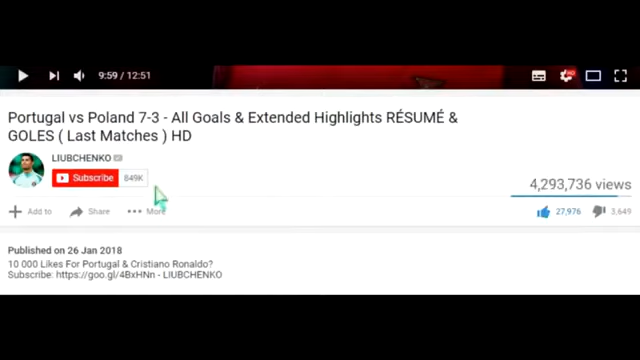 9:59 / 12:51
HD
Portugal vs Poland 7-3 - All Goals & Extended Highlights RÉSUMÉ &
GOLES ( Last Matches ) HD
LIUBCHENKO
Subscribe 849K
4,293,736 views
Add to Share More 27,976 3,649
Published on 26 Jan 2018
10 000 Likes For Portugal & Cristiano Ronaldo?
Subscribe: https://goo.gl/4BxHNn - LIUBCHENKO